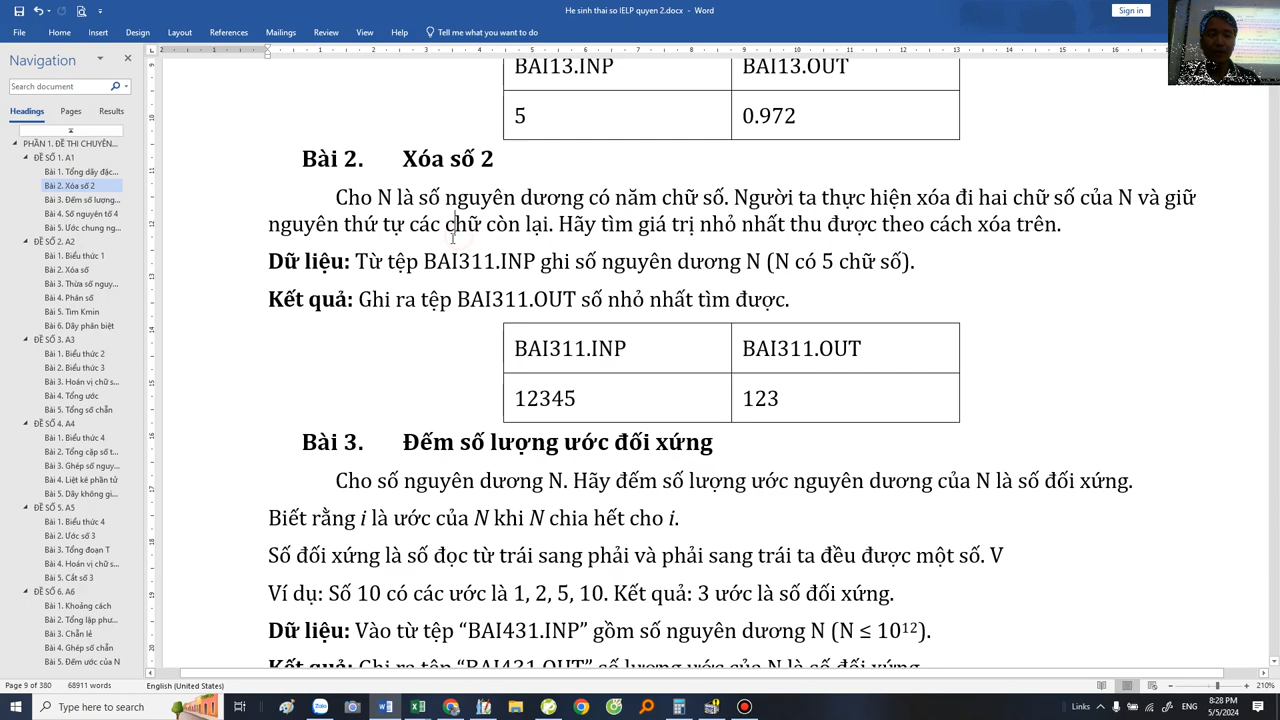 He sinh thai so IELP quyen 2.docx - Word
Sign in
File Home Insert Design Layout References Mailings Review View Tell me what you want to do
Navigation
Search document
Headings Pages Results
PHẦN 1. ĐỀ THI CHUYÊN...
ĐỀ SỐ 1. A1
Bài 1. Tổng dãy đặc...
Bài 2. Xóa số 2
Bài 3. Đếm số lượng...
Bài 4. Số nguyên tố 4
Bài 5. Ước chung ng...
ĐỀ SỐ 2. A2
Bài 1. Biểu thức 1
Bài 2. Xóa số
Bài 3. Thừa số nguy...
Bài 4. Phân số
Bài 5. Tìm Kmin
Bài 6. Dãy phân biệt
ĐỀ SỐ 3. A3
Bài 1. Biểu thức 2
Bài 2. Biểu thức 3
Bài 3. Hoán vị chữ s...
Bài 4. Tổng ước
Bài 5. Tổng số chẵn
ĐỀ SỐ 4. A4
Bài 1. Biểu thức 4
Bài 2. Tổng cặp số t...
Bài 3. Ghép số nguy...
Bài 4. Liệt kê phần tử
Bài 5. Dãy không gi...
ĐỀ SỐ 5. A5
Bài 1. Biểu thức 4
Bài 2. Ước số 3
Bài 3. Tổng đoạn T
Bài 4. Hoán vị
Bài 5. Cắt số 3
ĐỀ SỐ 6. A6
Bài 1. Khoảng cách
Bài 2. Tổng lập phư...
Bài 3. Chẵn lẻ
Bài 4. Ghép số chẵn
Bài 5. Đếm ước của N
BAI13.INP BAI13.OUT
5 0.972
Bài 2. Xóa số 2
Cho N là số nguyên dương có năm chữ số. Người ta thực hiện xóa đi hai chữ số của N và giữ
nguyên thứ tự các chữ còn lại. Hãy tìm giá trị nhỏ nhất thu được theo cách xóa trên.
Dữ liệu: Từ tệp BAI311.INP ghi số nguyên dương N (N có 5 chữ số).
Kết quả: Ghi ra tệp BAI311.OUT số nhỏ nhất tìm được.
BAI311.INP BAI311.OUT
12345 123
Bài 3. Đếm số lượng ước đối xứng
Cho số nguyên dương N. Hãy đếm số lượng ước nguyên dương của N là số đối xứng.
Biết rằng i là ước của N khi N chia hết cho i.
Số đối xứng là số đọc từ trái sang phải và phải sang trái ta đều được một số. V
Ví dụ: Số 10 có các ước là 1, 2, 5, 10. Kết quả: 3 ước là số đối xứng.
Dữ liệu: Vào từ tệp “BAI431.INP” gồm số nguyên dương N (N ≤ 10¹²).
Kết quả: Ghi ra tệp “BAI431.OUT” số lượng ước của N là số đối xứng.
Page 9 of 380 68911 words English (United States) 210%
Type here to search
Links
8:28 PM
5/5/2024